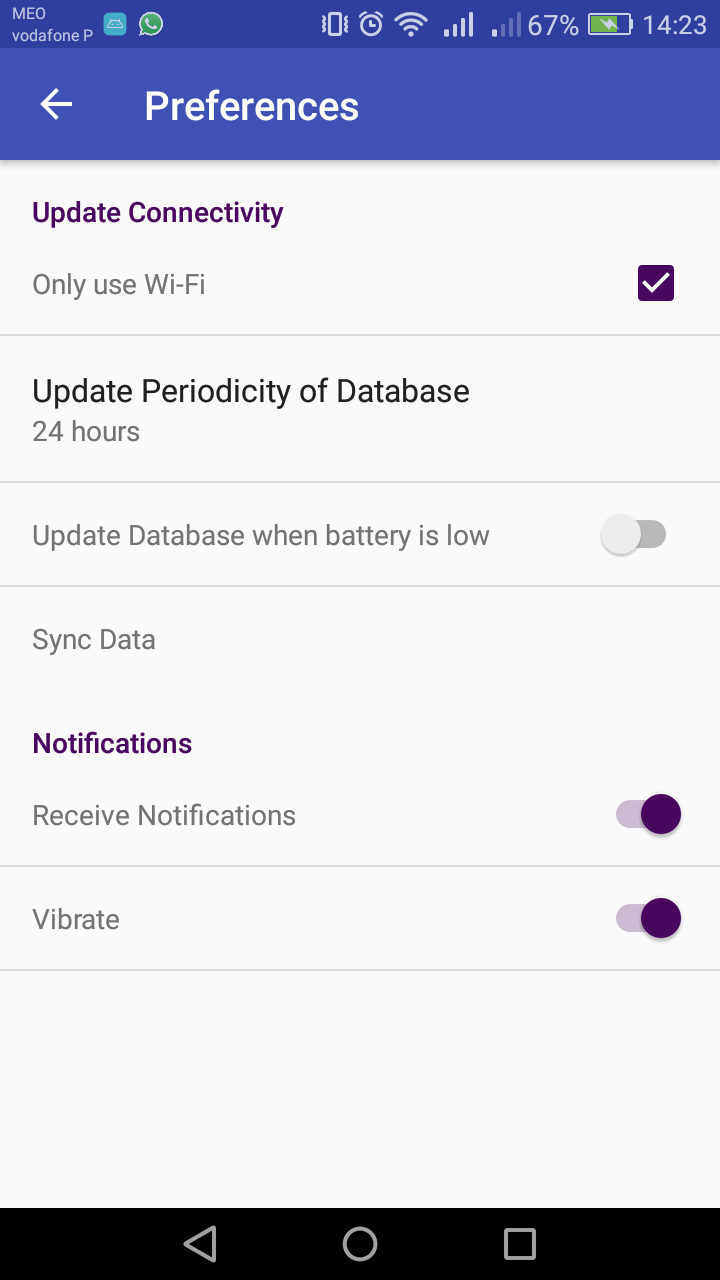 MEO
vodafone P
67%
14:23
Preferences
Update Connectivity
Only use Wi-Fi
Update Periodicity of Database
24 hours
Update Database when battery is low
Sync Data
Notifications
Receive Notifications
Vibrate